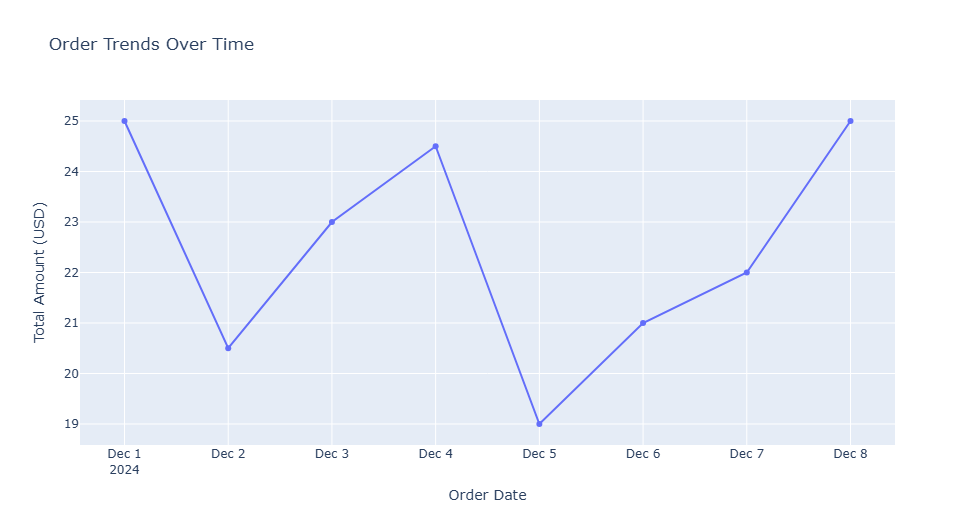 Order Trends Over Time
Total Amount (USD)
25
24
23
22
21
20
19
Dec 1 Dec 2 Dec 3 Dec 4 Dec 5 Dec 6 Dec 7 Dec 8
2024
Order Date